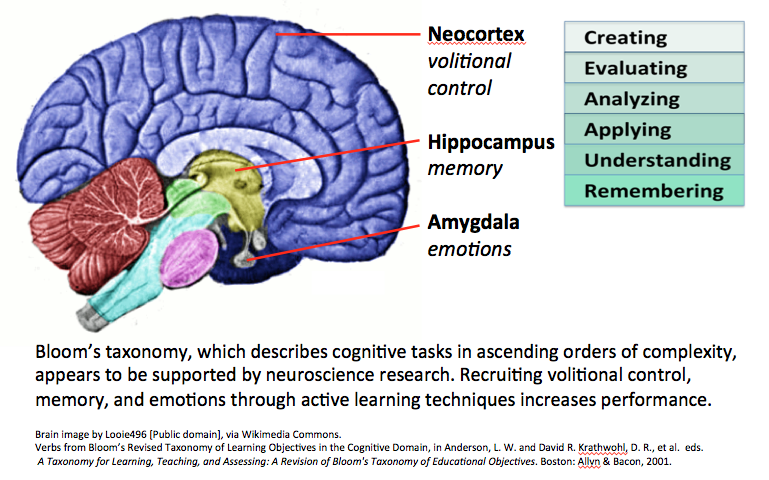 Neocortex
volitional
control
Hippocampus
memory
Amygdala
emotions
Creating
Evaluating
Analyzing
Applying
Understanding
Remembering
Bloom’s taxonomy, which describes cognitive tasks in ascending orders of complexity,
appears to be supported by neuroscience research. Recruiting volitional control,
memory, and emotions through active learning techniques increases performance.
Brain image by Looie496 [Public domain], via Wikimedia Commons.
Verbs from Bloom’s Revised Taxonomy of Learning Objectives in the Cognitive Domain, in Anderson, L. W. and David R. Krathwohl, D. R., et al. eds.
A Taxonomy for Learning, Teaching, and Assessing: A Revision of Bloom's Taxonomy of Educational Objectives. Boston: Allyn & Bacon, 2001.